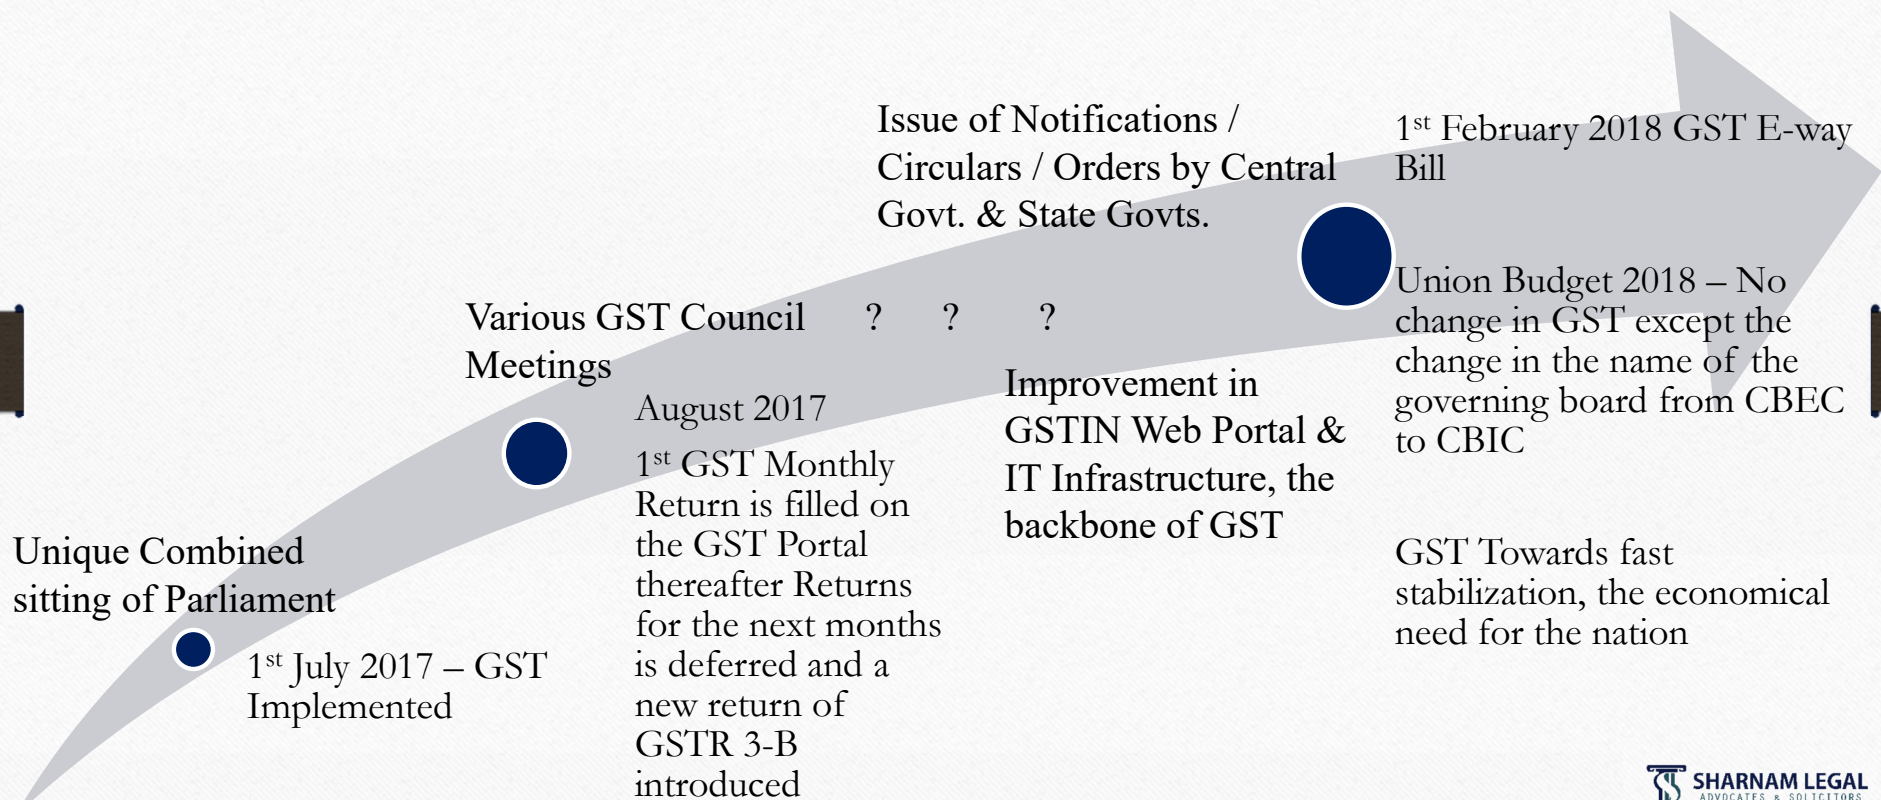 Unique Combined
sitting of Parliament
1st July 2017 – GST
Implemented
Various GST Council ? ? ?
Meetings
August 2017
1st GST Monthly
Return is filled on
the GST Portal
thereafter Returns
for the next months
is deferred and a
new return of
GSTR 3-B
introduced
Issue of Notifications /
Circulars / Orders by Central
Govt. & State Govts.
Improvement in
GSTIN Web Portal &
IT Infrastructure, the
backbone of GST
1st February 2018 GST E-way
Bill
Union Budget 2018 – No
change in GST except the
change in the name of the
governing board from CBEC
to CBIC
GST Towards fast
stabilization, the economical
need for the nation
SHARNAM LEGAL
ADVOCATES & SOLICITORS